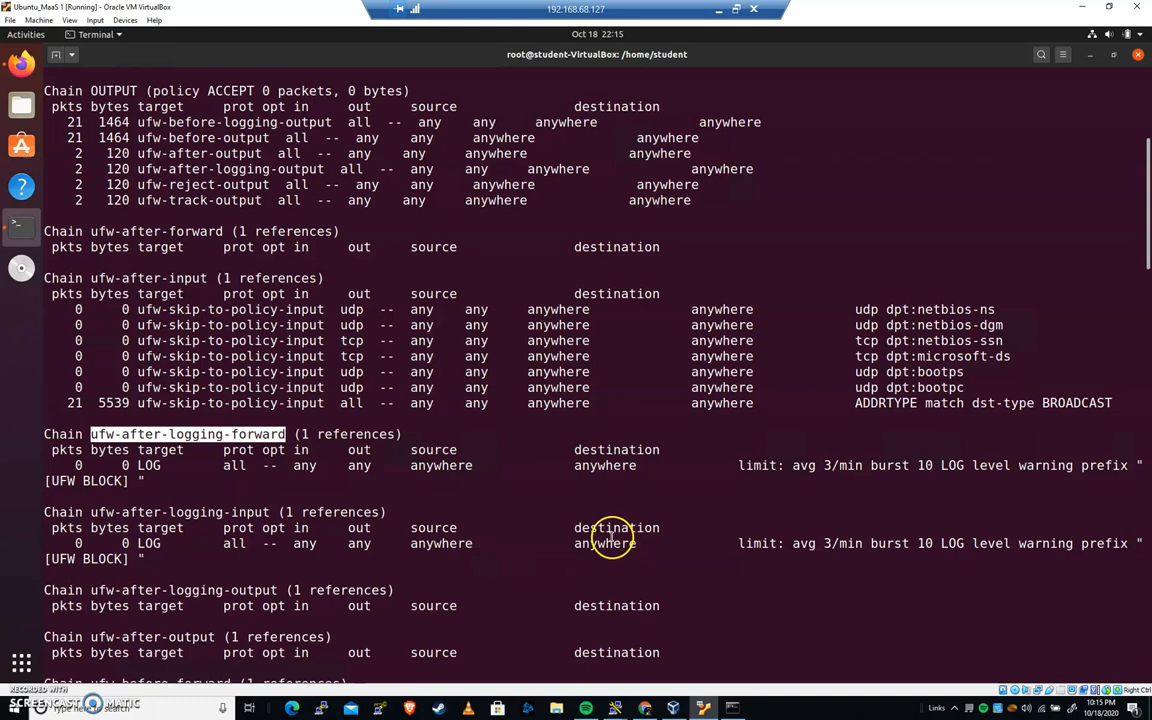 Ubuntu_MaaS 1 [Running] - Oracle VM VirtualBox
192.168.68.127
File Machine View Input Devices Help
Activities Terminal Oct 18 22:15
root@student-VirtualBox: /home/student
Chain OUTPUT (policy ACCEPT 0 packets, 0 bytes)
pkts bytes target prot opt in out source destination
21 1464 ufw-before-logging-output all -- any any anywhere anywhere
21 1464 ufw-before-output all -- any any anywhere anywhere
2 120 ufw-after-output all -- any any anywhere anywhere
2 120 ufw-after-logging-output all -- any any anywhere anywhere
2 120 ufw-reject-output all -- any any anywhere anywhere
2 120 ufw-track-output all -- any any anywhere anywhere
Chain ufw-after-forward (1 references)
pkts bytes target prot opt in out source destination
Chain ufw-after-input (1 references)
pkts bytes target prot opt in out source destination
0 0 ufw-skip-to-policy-input udp -- any any anywhere anywhere udp dpt:netbios-ns
0 0 ufw-skip-to-policy-input udp -- any any anywhere anywhere udp dpt:netbios-dgm
0 0 ufw-skip-to-policy-input tcp -- any any anywhere anywhere tcp dpt:netbios-ssn
0 0 ufw-skip-to-policy-input tcp -- any any anywhere anywhere tcp dpt:microsoft-ds
0 0 ufw-skip-to-policy-input udp -- any any anywhere anywhere udp dpt:bootps
0 0 ufw-skip-to-policy-input udp -- any any anywhere anywhere udp dpt:bootpc
21 5539 ufw-skip-to-policy-input all -- any any anywhere anywhere ADDRTYPE match dst-type BROADCAST
Chain ufw-after-logging-forward (1 references)
pkts bytes target prot opt in out source destination
0 0 LOG all -- any any anywhere anywhere limit: avg 3/min burst 10 LOG level warning prefix "
[UFW BLOCK] "
Chain ufw-after-logging-input (1 references)
pkts bytes target prot opt in out source destination
0 0 LOG all -- any any anywhere anywhere limit: avg 3/min burst 10 LOG level warning prefix "
[UFW BLOCK] "
Chain ufw-after-logging-output (1 references)
pkts bytes target prot opt in out source destination
Chain ufw-after-output (1 references)
pkts bytes target prot opt in out source destination
Chain ufw-before-forward (1 references)
Right Ctrl
RECORDED WITH
SCREENCAST MATIC
here to search
Links
10:15 PM
10/18/2020